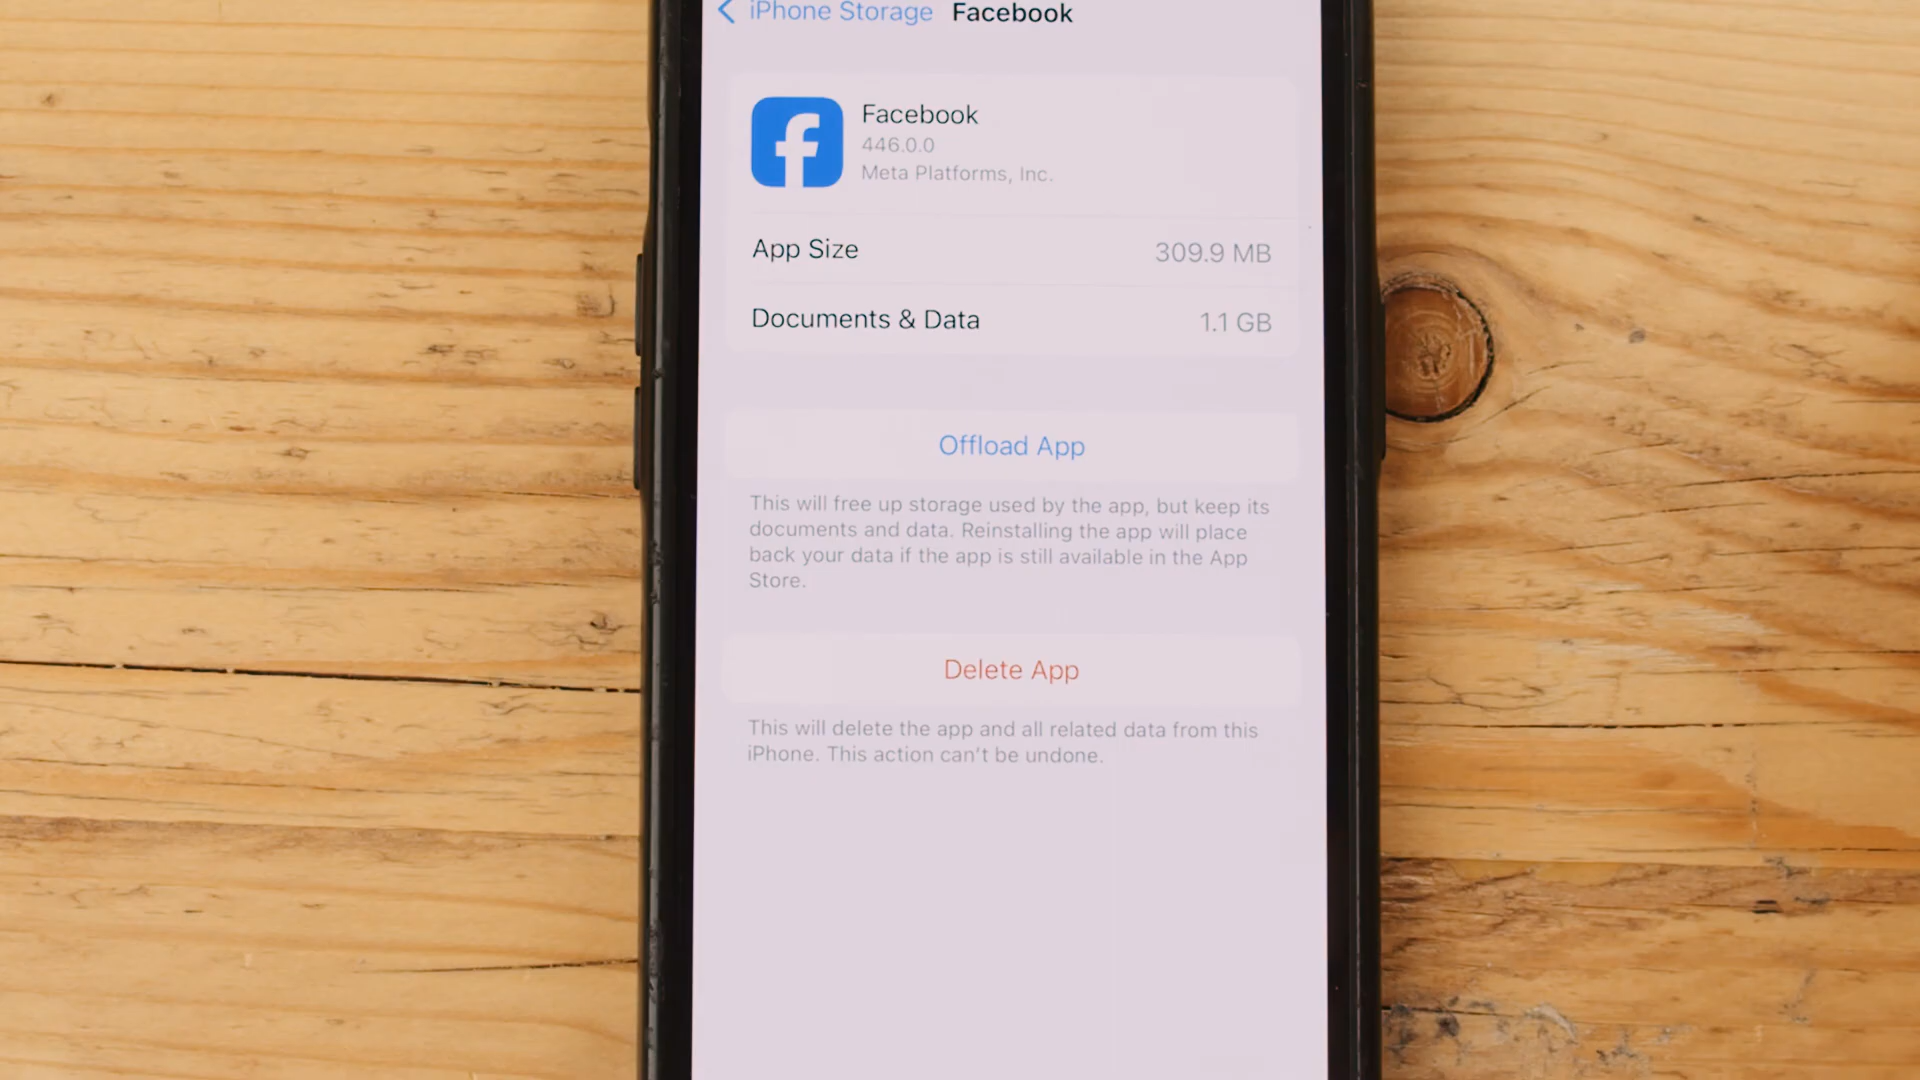 iPhone Storage Facebook
Facebook
446.0.0
Meta Platforms, Inc.
App Size 309.9 MB
Documents & Data 1.1 GB
Offload App
This will free up storage used by the app, but keep its
documents and data. Reinstalling the app will place
back your data if the app is still available in the App
Store.
Delete App
This will delete the app and all related data from this
iPhone. This action can't be undone.